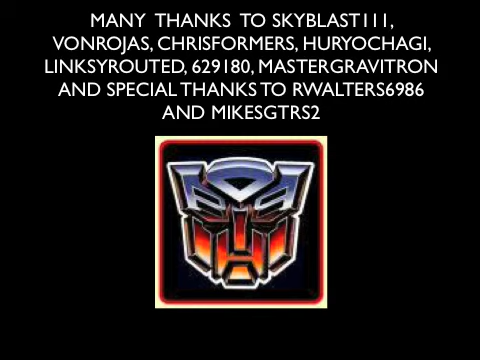 MANY THANKS TO SKYBLAST111,
VONROJAS, CHRISFORMERS, HURYOCHAGI,
LINKSYROUTED, 629180, MASTERGRAVITRON
AND SPECIAL THANKS TO RWALTERS6986
AND MIKESGTRS2